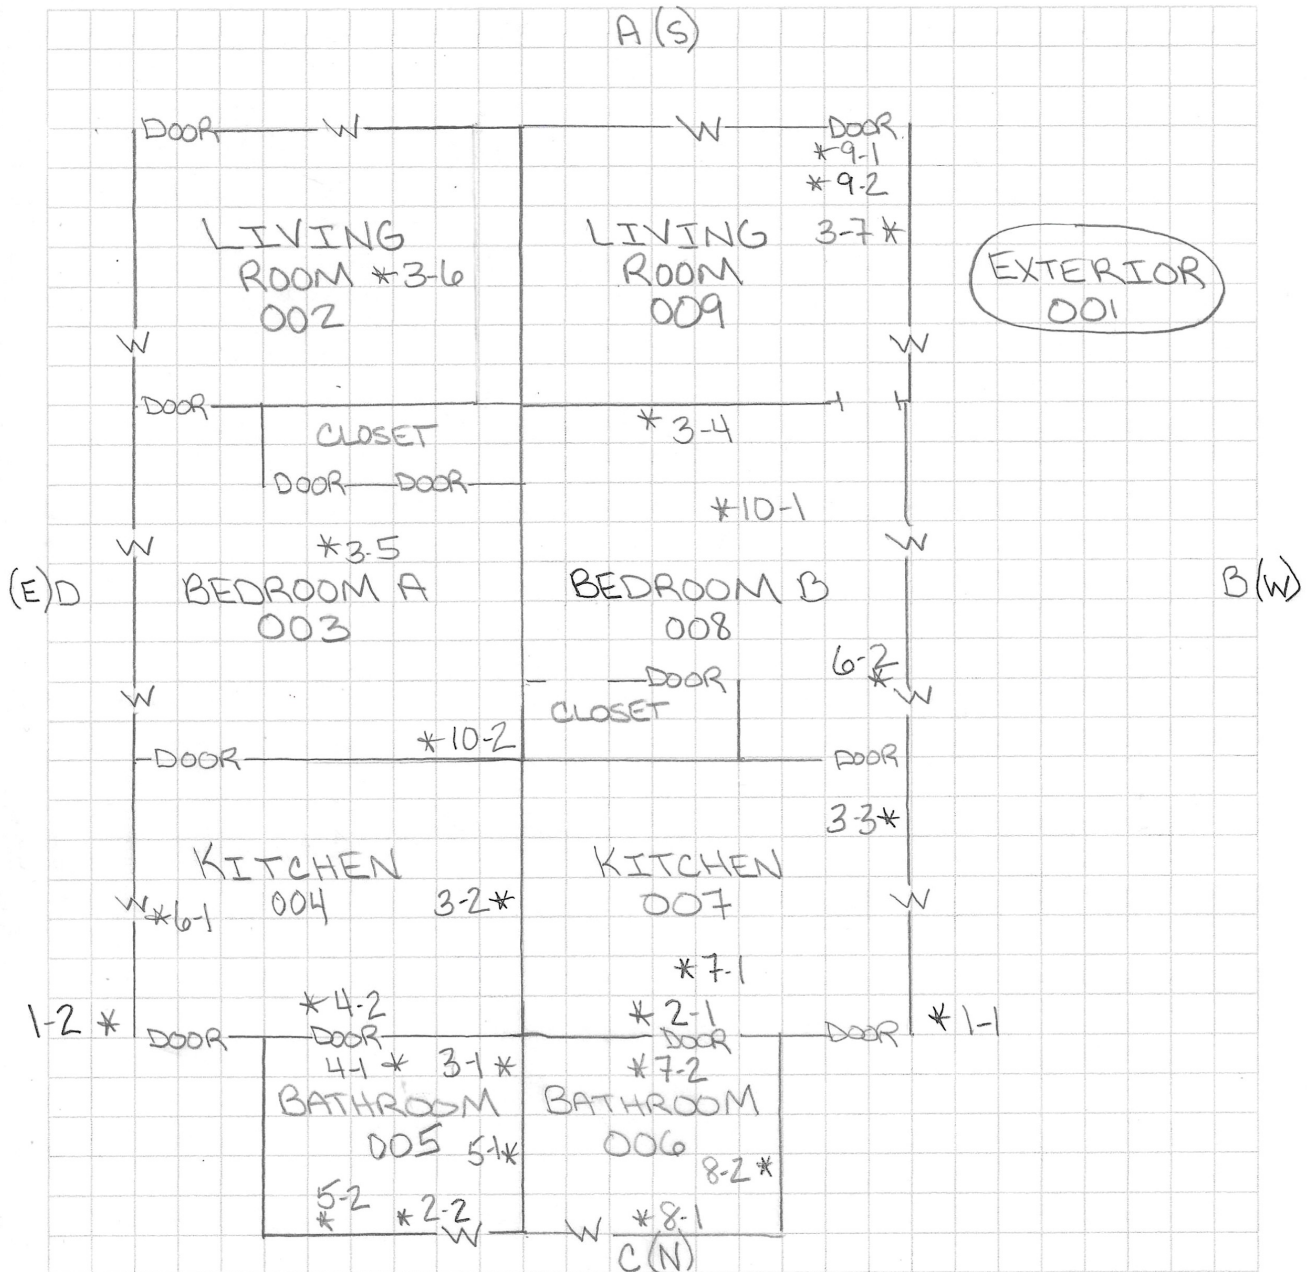 A (S)
DOOR W W DOOR
*9-1
*9-2
LIVING LIVING 3-7*
ROOM *3-6 ROOM EXTERIOR
002 009 001
W W
DOOR
CLOSET *3-4
DOOR DOOR
*10-1
W *3-5 W
(E)D BEDROOM A BEDROOM B B(W)
003 008
6-2
W DOOR * W
CLOSET
*10-2
DOOR DOOR
3-3*
KITCHEN KITCHEN
W *6-1 004 3-2* 007 W
*7-1
*4-2 *2-1
1-2 * DOOR DOOR DOOR DOOR *1-1
4-1 * 3-1 * *7-2
BATHROOM BATHROOM
005 5-1* 006
8-2 *
5-2
* *2-2 *8-1
W W
C (N)